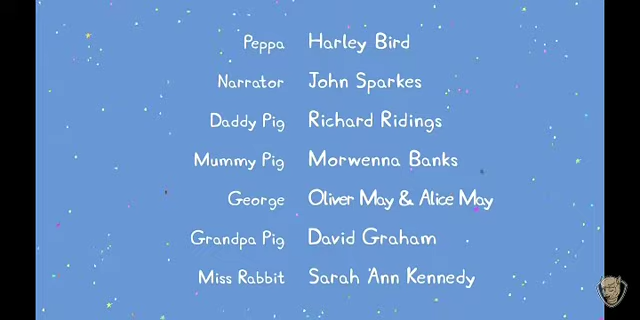 Peppa Harley Bird
Narrator John Sparkes
Daddy Pig Richard Ridings
Mummy Pig Morwenna Banks
George Oliver May & Alice May
Grandpa Pig David Graham
Miss Rabbit Sarah Ann Kennedy